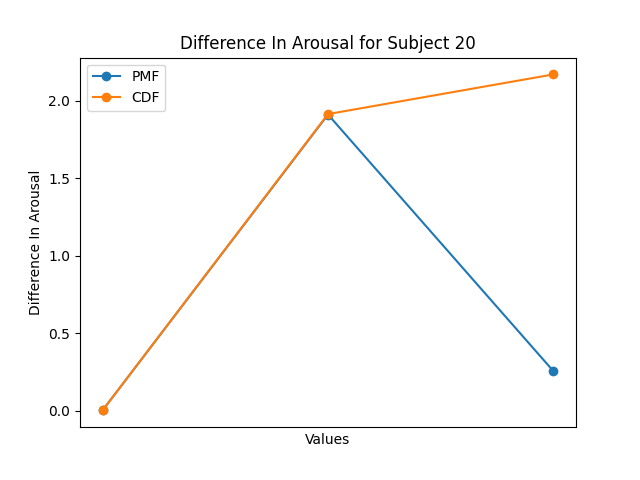 Difference In Arousal for Subject 20
PMF
CDF
2.0
1.5
1.0
0.5
0.0
Difference In Arousal
Values